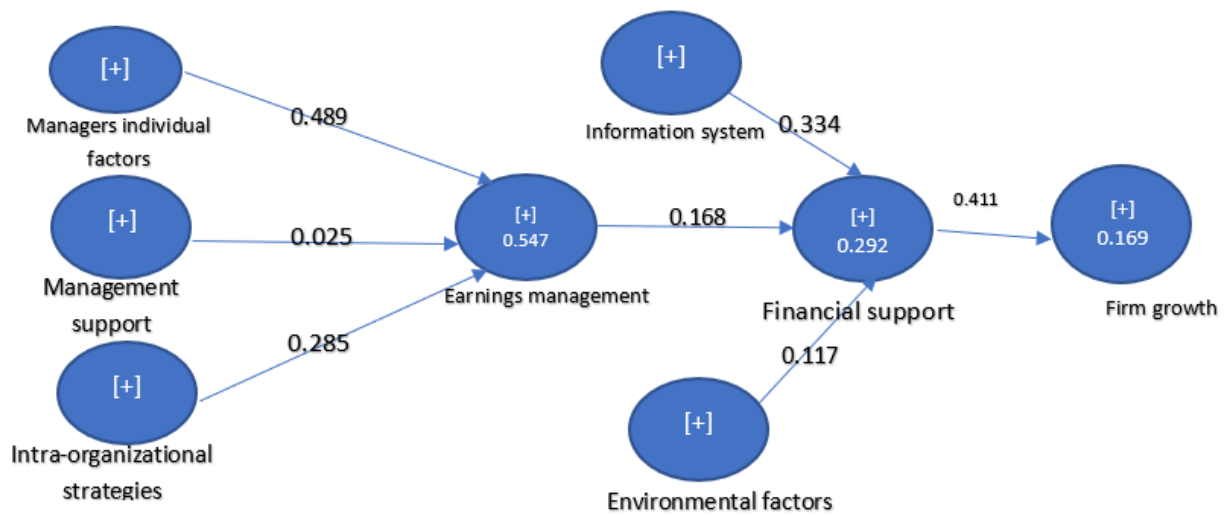 [+]
Managers individual
factors
0.489
[+]
Management
support
0.025
[+]
Intra-organizational
strategies
0.285
[+]
0.547
Earnings management
[+]
Information system
0.334
0.168
[+]
0.292
Financial support
0.117
[+]
Environmental factors
0.411
[+]
0.169
Firm growth